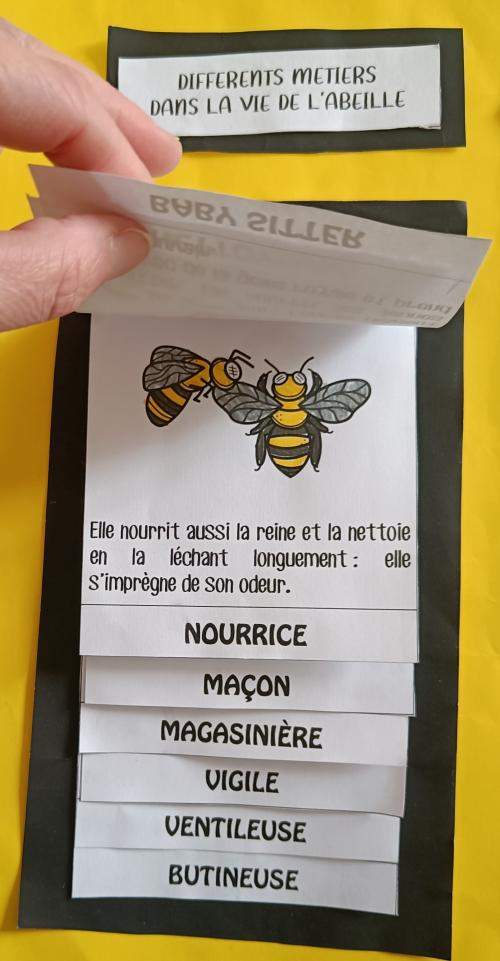 DIFFERENTS METIERS
DANS LA VIE DE L'ABEILLE
BABY SITTER
Elle nourrit aussi la reine et la nettoie
en la léchant longuement : elle
s'imprègne de son odeur.
NOURRICE
MAÇON
MAGASINIÈRE
VIGILE
VENTILEUSE
BUTINEUSE